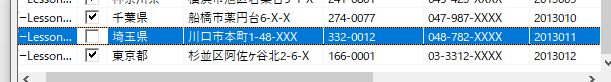 −Lesson... 千葉県 船橋市薬円台6-X-X 274-0077 047-987-XXXX 2013010
−Lesson... 埼玉県 川口市本町1-48-XXX 332-0012 048-782-XXXX 2013011
−Lesson... 東京都 杉並区阿佐ケ谷北2-6-X 166-0001 03-3312-XXXX 2013012